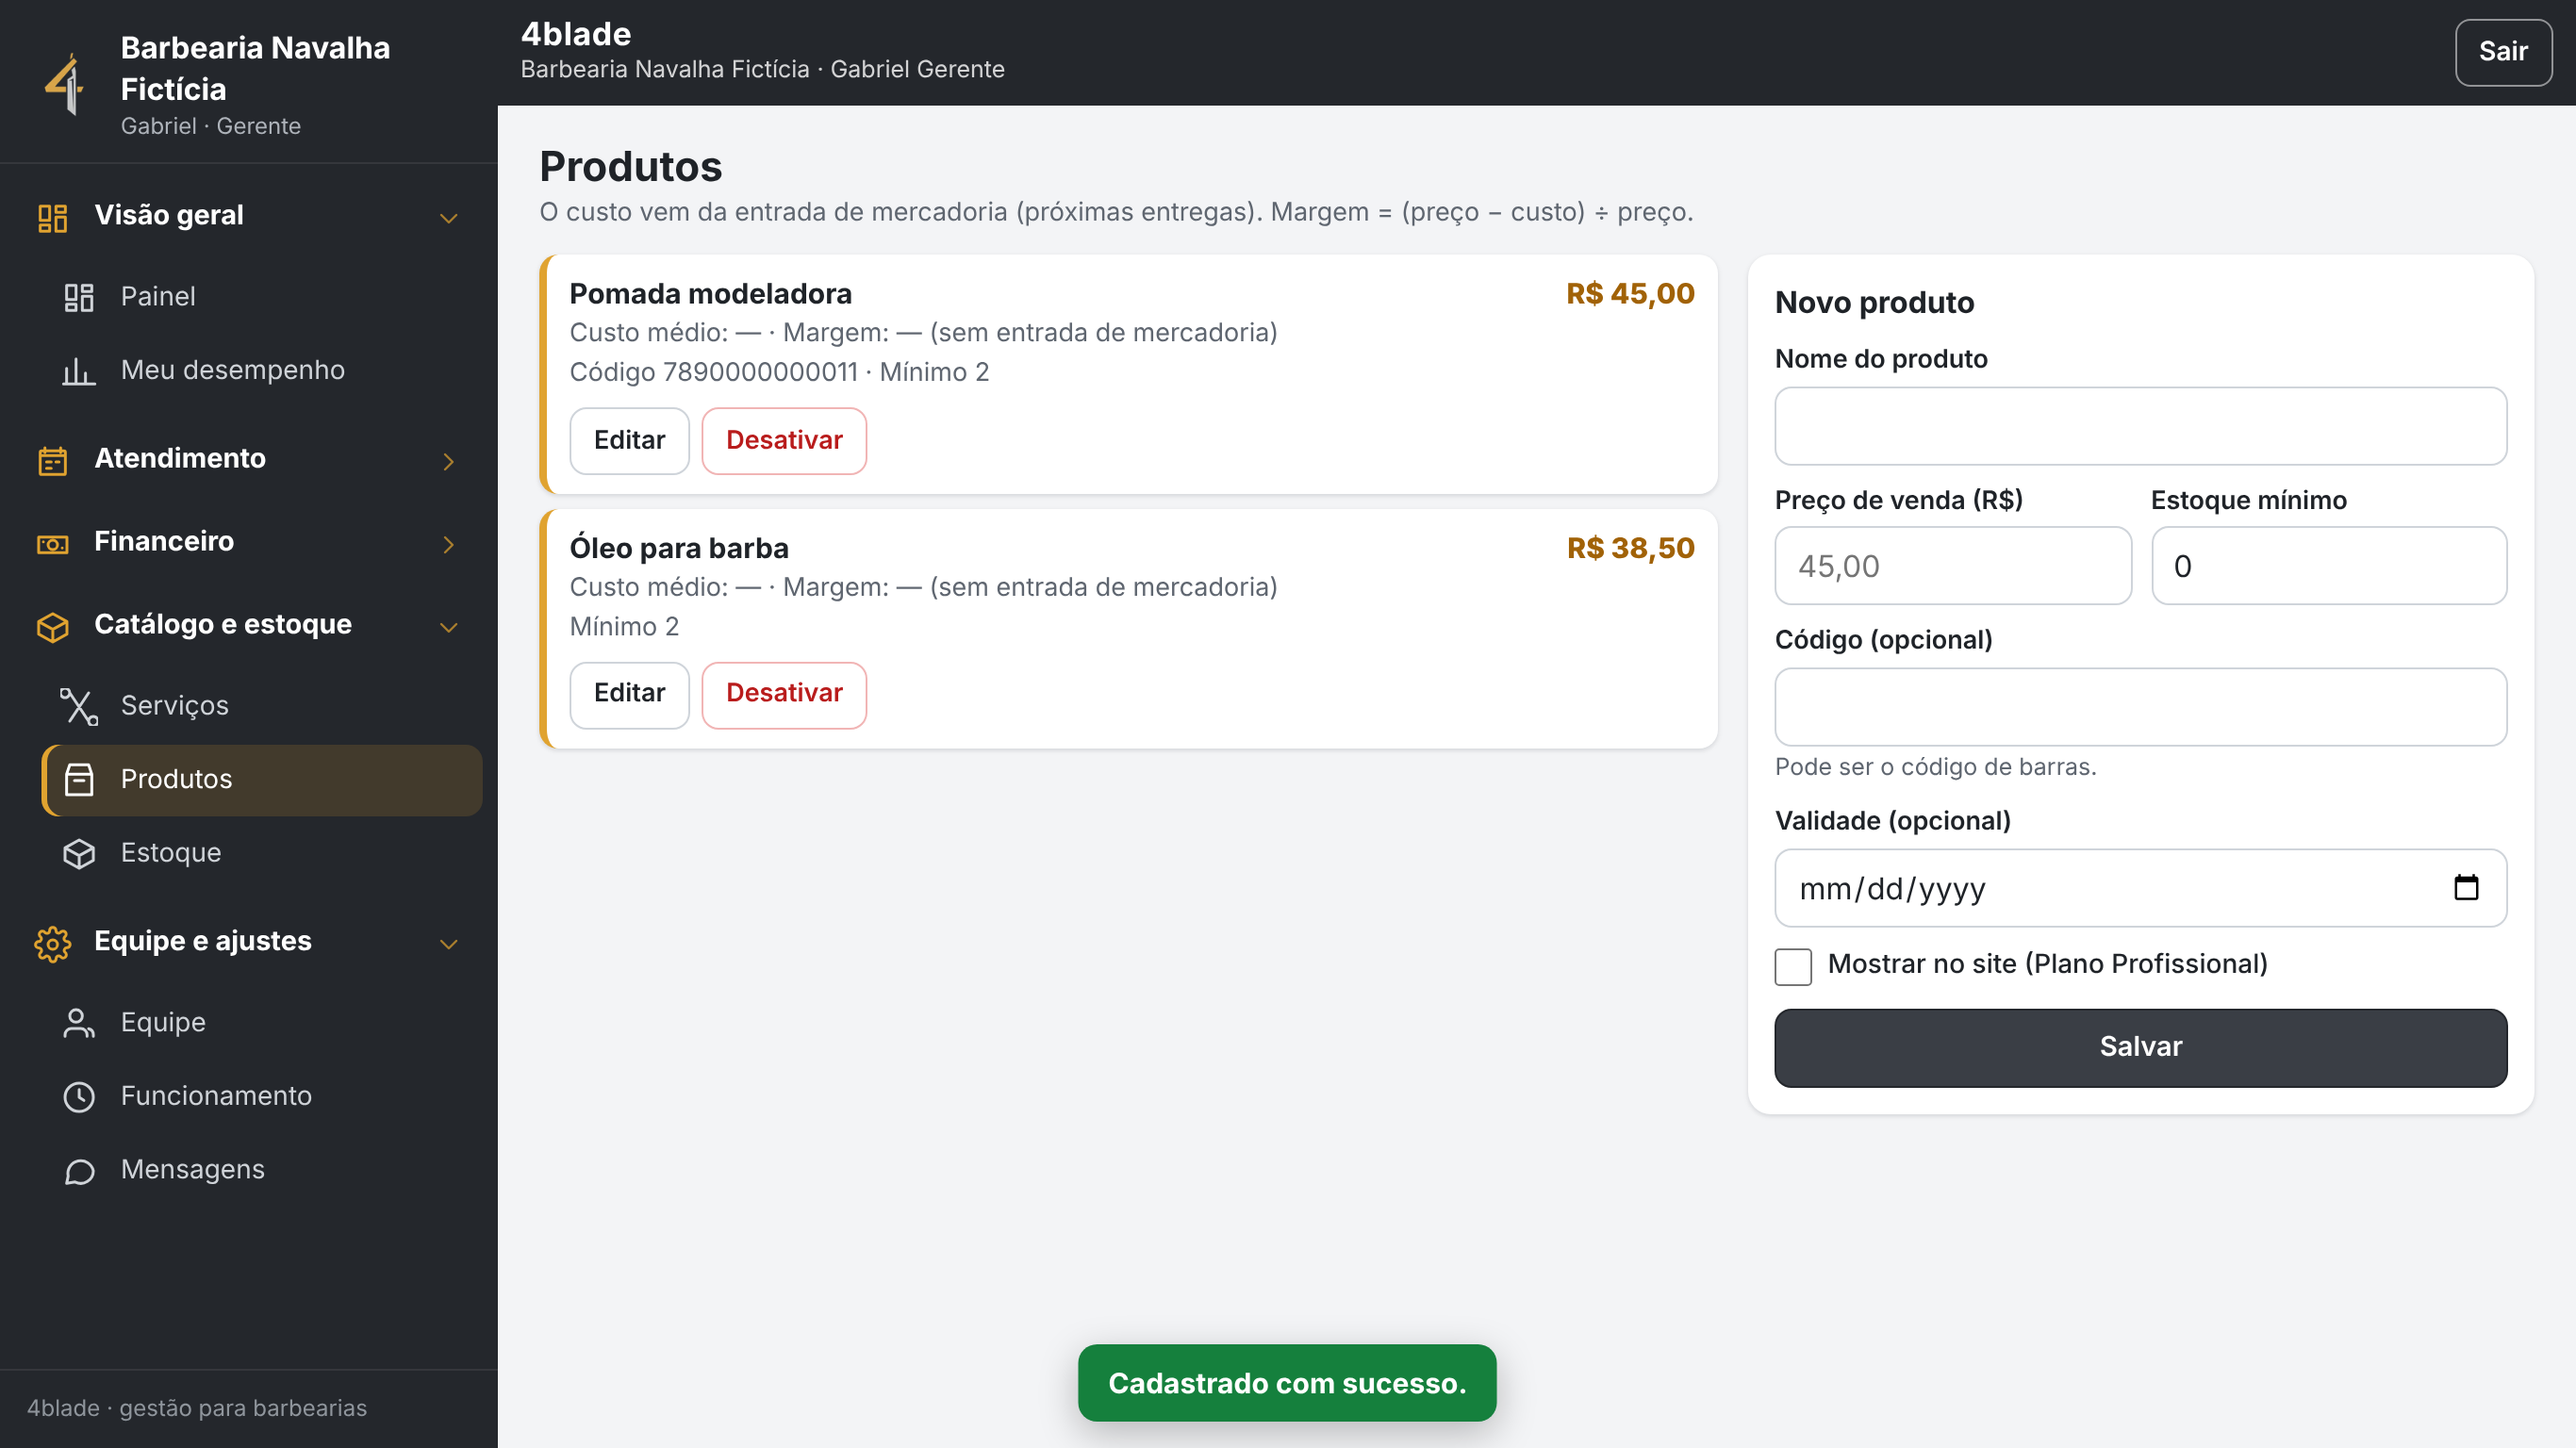 Barbearia Navalha
Fictícia
Gabriel · Gerente
Visão geral
Painel
Meu desempenho
Atendimento
Financeiro
Catálogo e estoque
Serviços
Produtos
Estoque
Equipe e ajustes
Equipe
Funcionamento
Mensagens
4blade · gestão para barbearias
4blade
Barbearia Navalha Fictícia · Gabriel Gerente
Sair
Produtos
O custo vem da entrada de mercadoria (próximas entregas). Margem = (preço − custo) ÷ preço.
Pomada modeladora
R$ 45,00
Custo médio: — · Margem: — (sem entrada de mercadoria)
Código 7890000000011 · Mínimo 2
Editar
Desativar
Óleo para barba
R$ 38,50
Custo médio: — · Margem: — (sem entrada de mercadoria)
Mínimo 2
Editar
Desativar
Novo produto
Nome do produto
Preço de venda (R$)
Estoque mínimo
45,00
0
Código (opcional)
Pode ser o código de barras.
Validade (opcional)
mm/dd/yyyy
Mostrar no site (Plano Profissional)
Salvar
Cadastrado com sucesso.